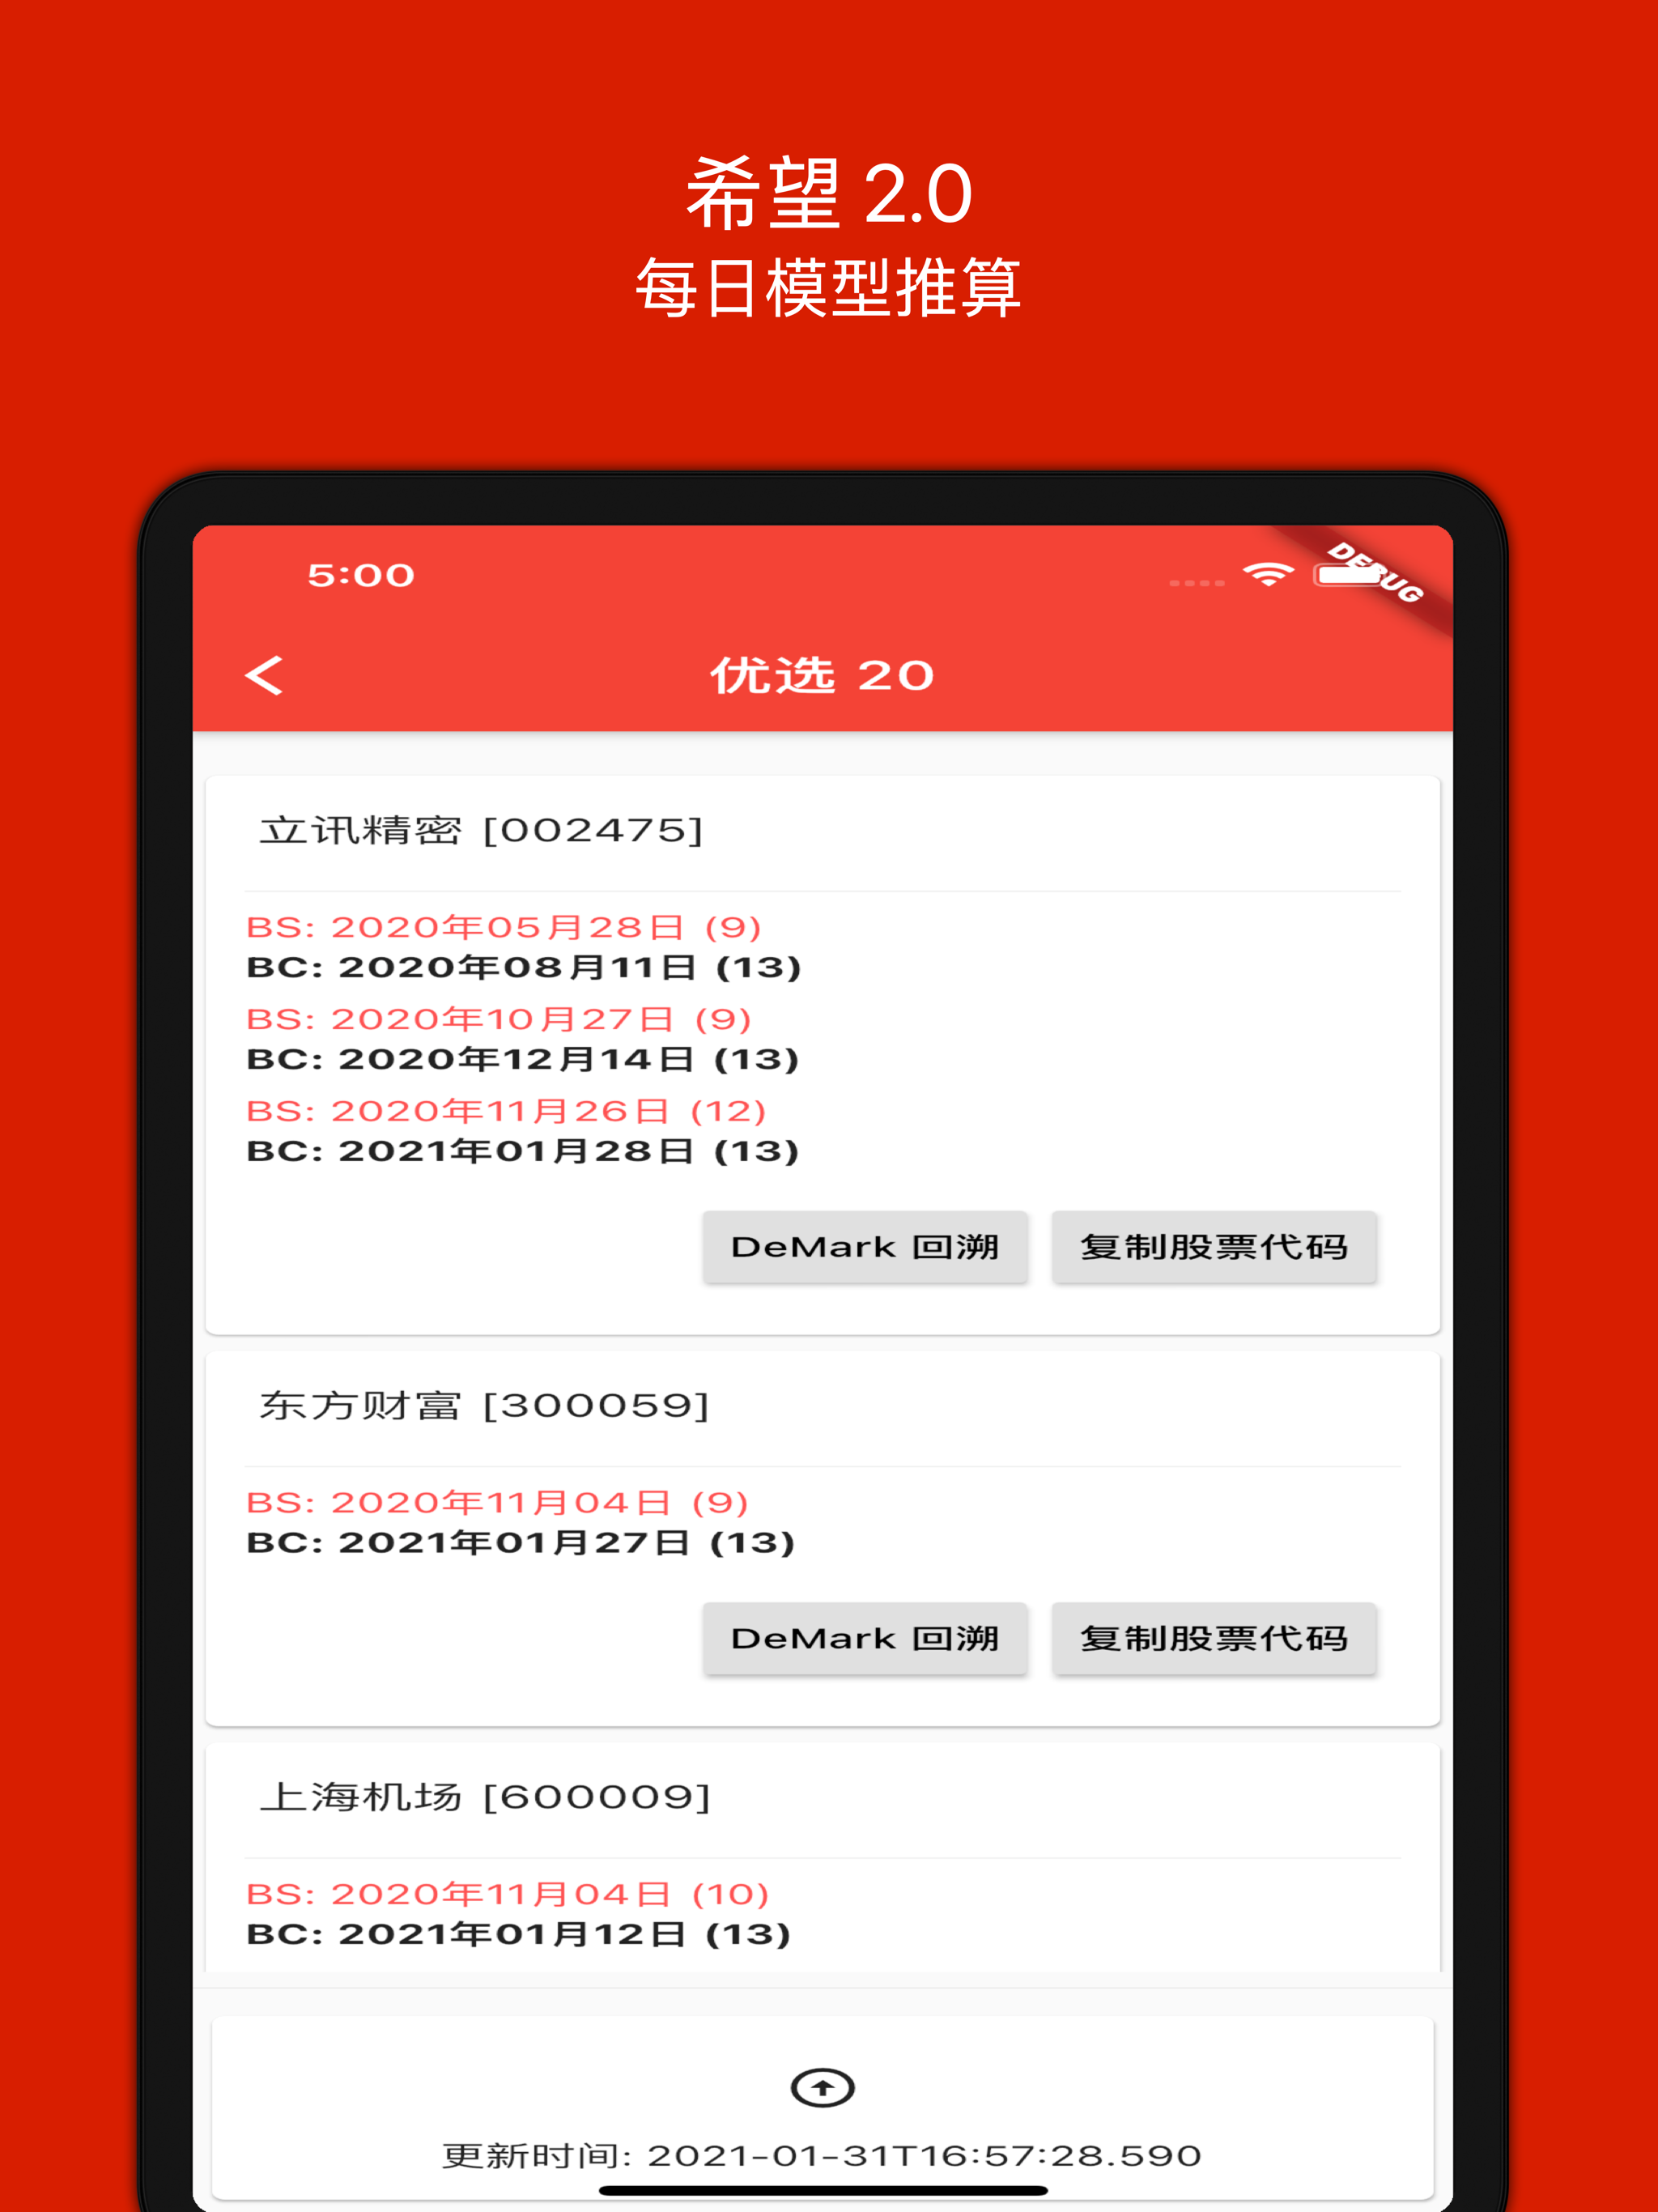 希望 2.0
每日模型推算
5:00
DEBUG
优选 20
立讯精密 [002475]
BS: 2020年05月28日 (9)
BC: 2020年08月11日 (13)
BS: 2020年10月27日 (9)
BC: 2020年12月14日 (13)
BS: 2020年11月26日 (12)
BC: 2021年01月28日 (13)
DeMark 回溯 复制股票代码
东方财富 [300059]
BS: 2020年11月04日 (9)
BC: 2021年01月27日 (13)
DeMark 回溯 复制股票代码
上海机场 [600009]
BS: 2020年11月04日 (10)
BC: 2021年01月12日 (13)
更新时间: 2021-01-31T16:57:28.590